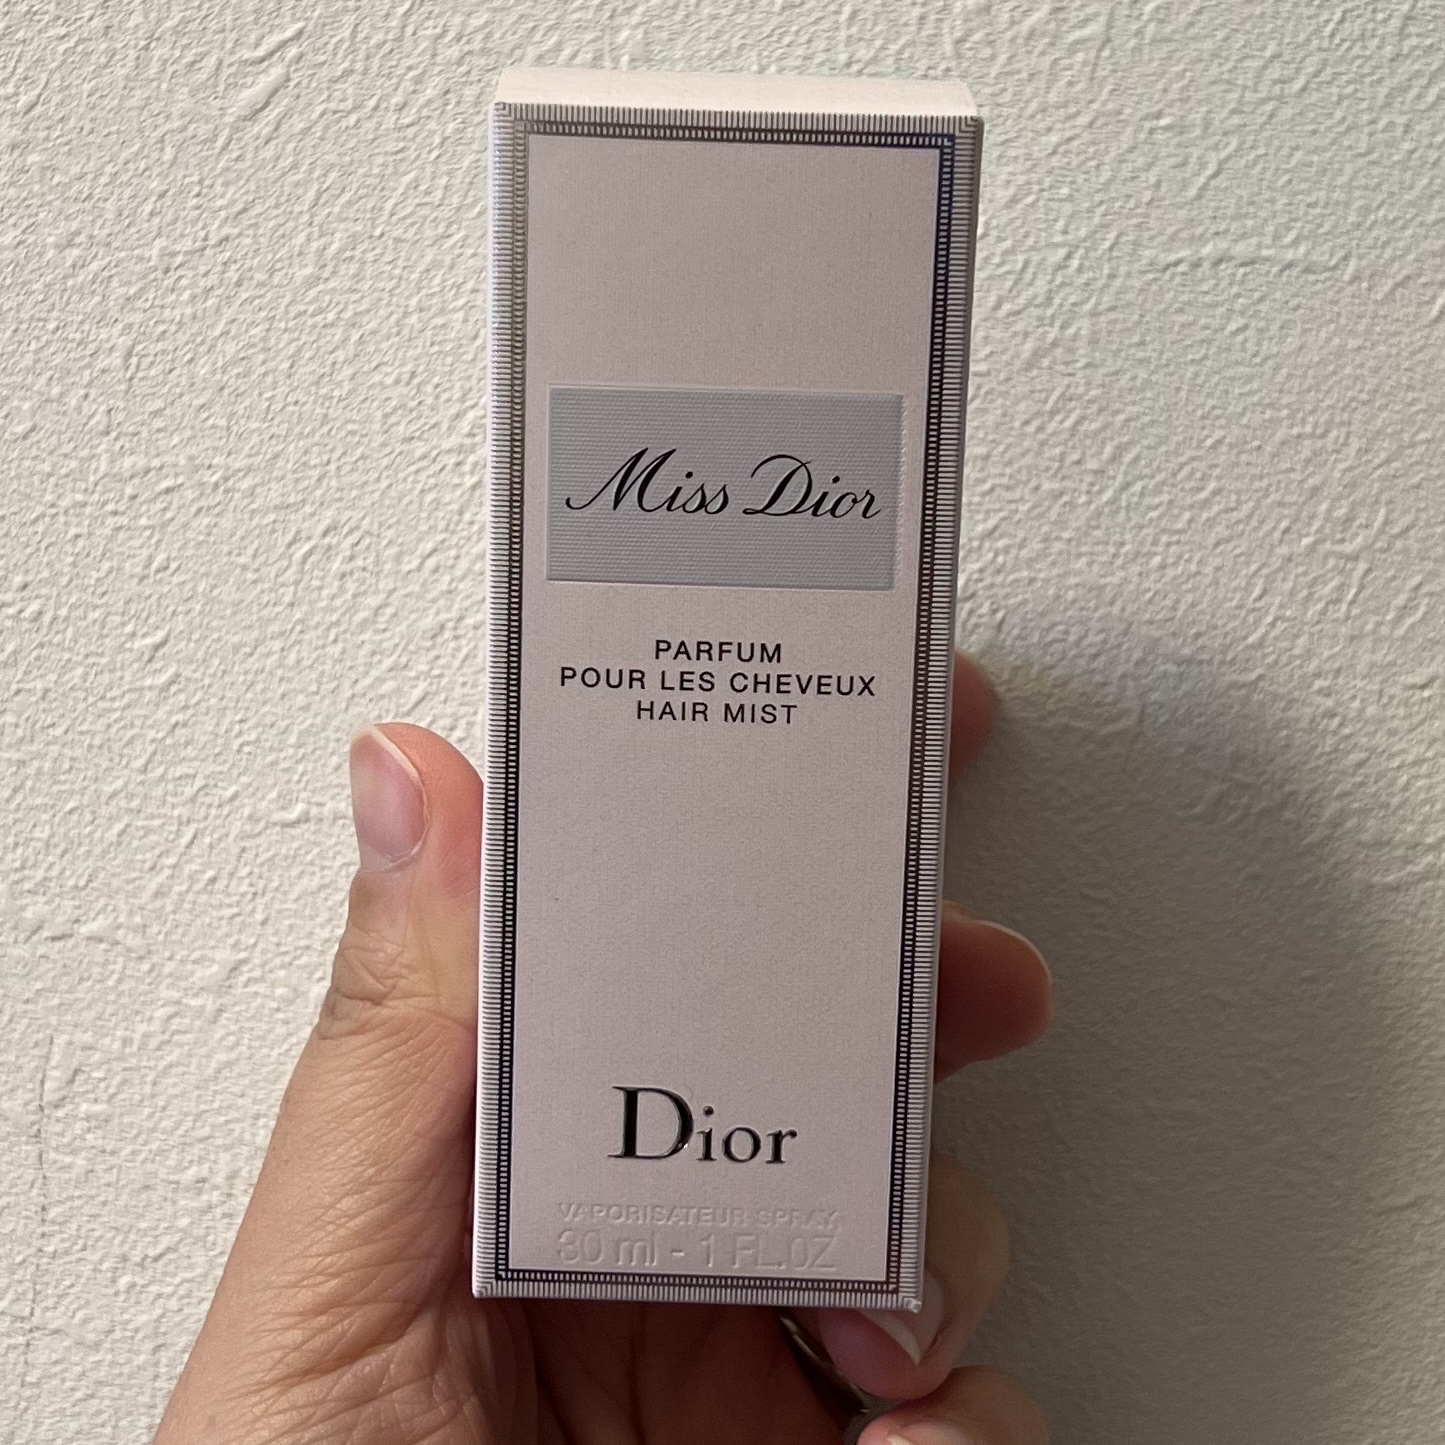 Miss Dior
PARFUM
POUR LES CHEVEUX
HAIR MIST
Dior
VAPORISATEUR SPRAY
30 ml - 1 FL.OZ